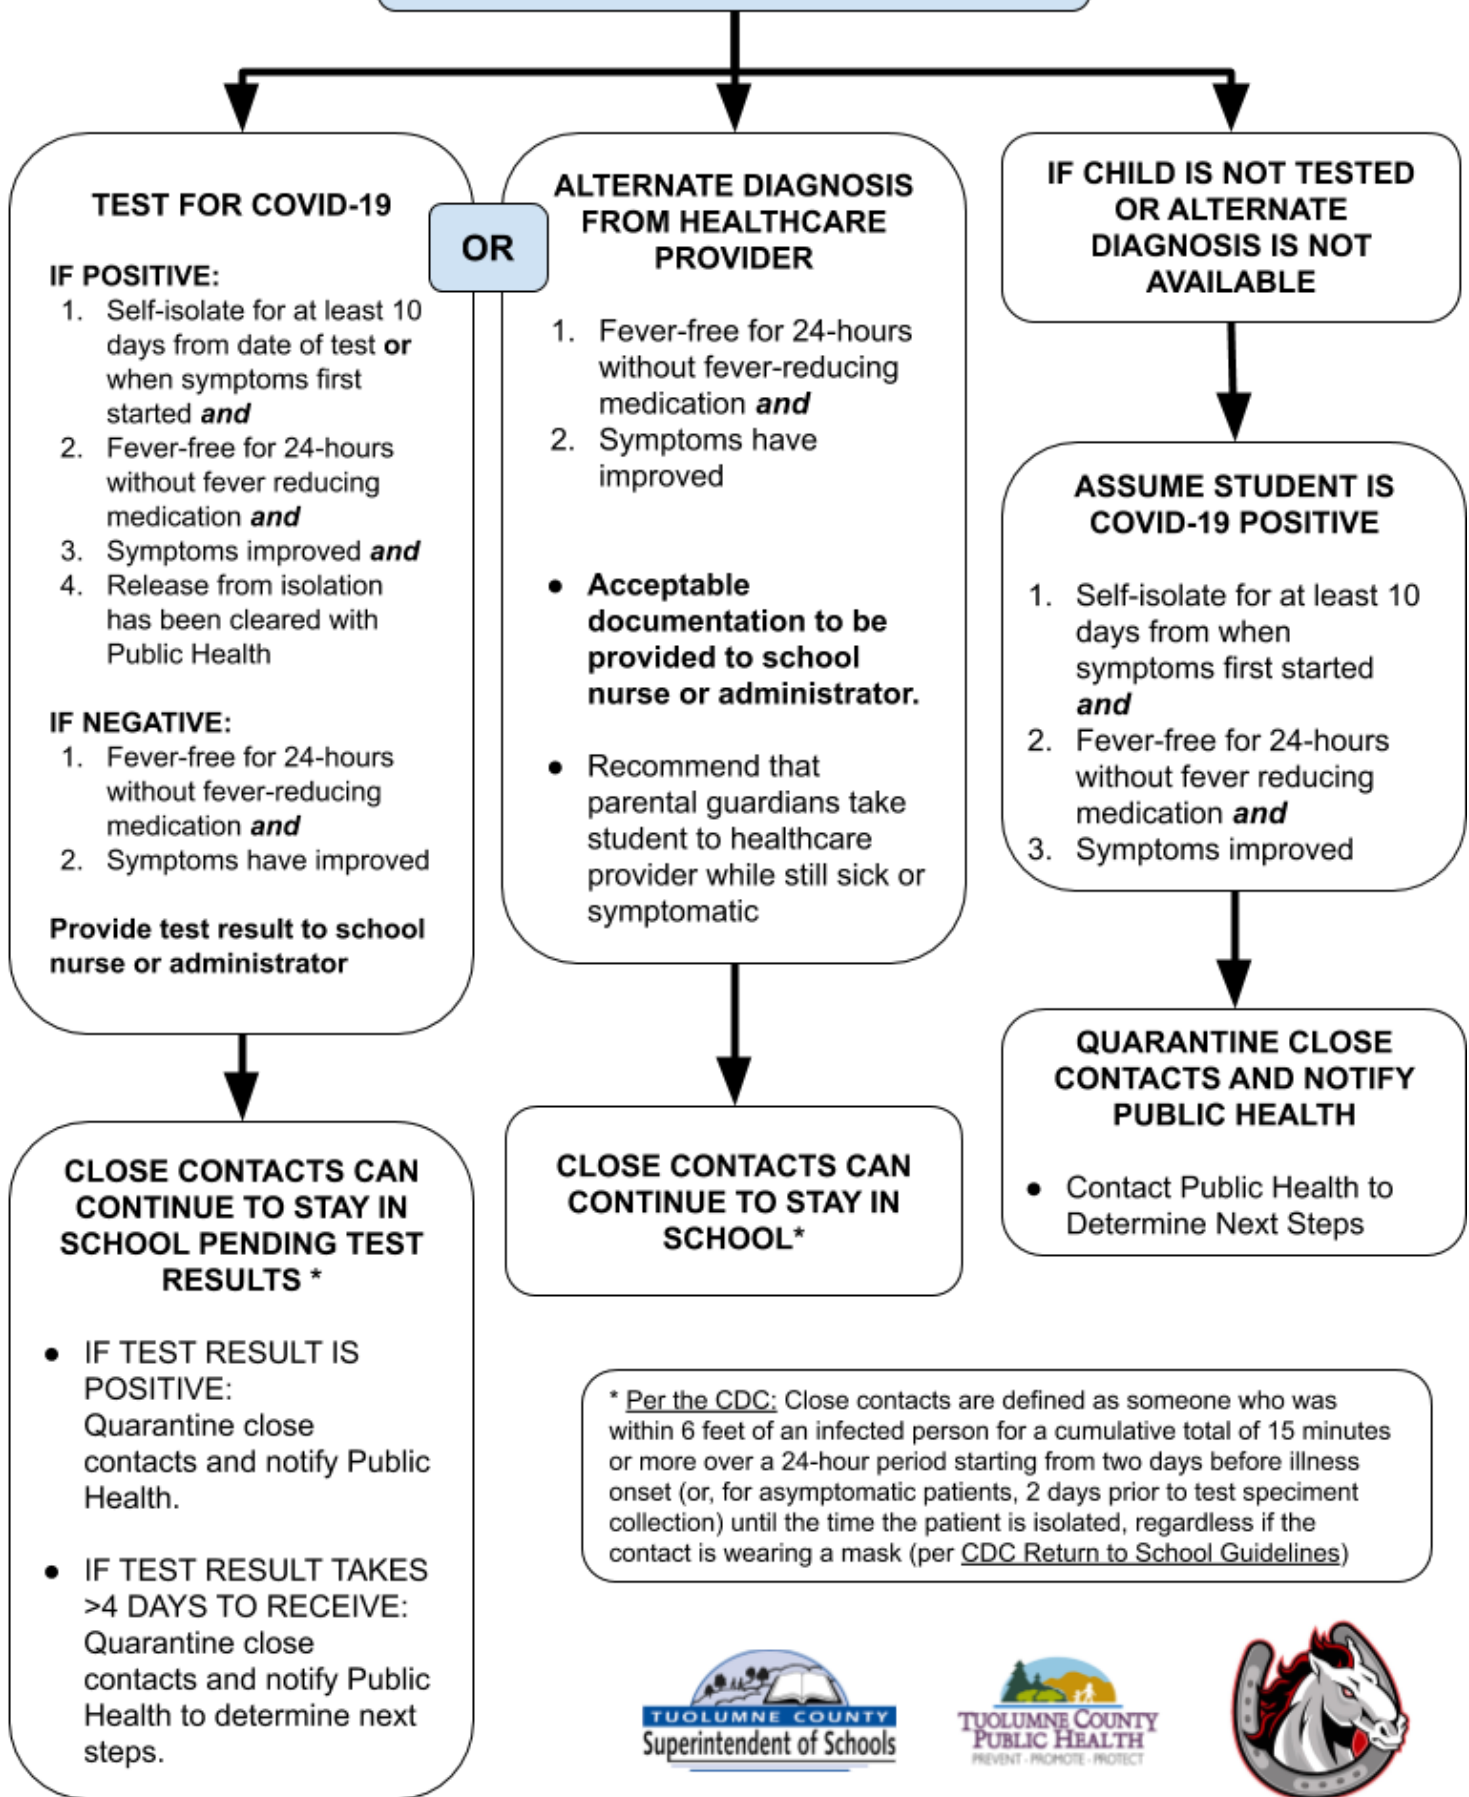 TEST FOR COVID-19
IF POSITIVE:
1. Self-isolate for at least 10
days from date of test or
when symptoms first
started and
2. Fever-free for 24-hours
without fever reducing
medication and
3. Symptoms improved and
4. Release from isolation
has been cleared with
Public Health
IF NEGATIVE:
1. Fever-free for 24-hours
without fever-reducing
medication and
2. Symptoms have improved
Provide test result to school
nurse or administrator
OR
ALTERNATE DIAGNOSIS
FROM HEALTHCARE
PROVIDER
1. Fever-free for 24-hours
without fever-reducing
medication and
2. Symptoms have
improved
● Acceptable
documentation to be
provided to school
nurse or administrator.
● Recommend that
parental guardians take
student to healthcare
provider while still sick or
symptomatic
IF CHILD IS NOT TESTED
OR ALTERNATE
DIAGNOSIS IS NOT
AVAILABLE
ASSUME STUDENT IS
COVID-19 POSITIVE
1. Self-isolate for at least 10
days from when
symptoms first started
and
2. Fever-free for 24-hours
without fever reducing
medication and
3. Symptoms improved
QUARANTINE CLOSE
CONTACTS AND NOTIFY
PUBLIC HEALTH
● Contact Public Health to
Determine Next Steps
CLOSE CONTACTS CAN
CONTINUE TO STAY IN
SCHOOL PENDING TEST
RESULTS *
● IF TEST RESULT IS
POSITIVE:
Quarantine close
contacts and notify Public
Health.
● IF TEST RESULT TAKES
>4 DAYS TO RECEIVE:
Quarantine close
contacts and notify Public
Health to determine next
steps.
CLOSE CONTACTS CAN
CONTINUE TO STAY IN
SCHOOL*
* Per the CDC: Close contacts are defined as someone who was
within 6 feet of an infected person for a cumulative total of 15 minutes
or more over a 24-hour period starting from two days before illness
onset (or, for asymptomatic patients, 2 days prior to test speciment
collection) until the time the patient is isolated, regardless if the
contact is wearing a mask (per CDC Return to School Guidelines)
TUOLUMNE COUNTY
Superintendent of Schools
TUOLUMNE COUNTY
PUBLIC HEALTH
PREVENT · PROMOTE · PROTECT